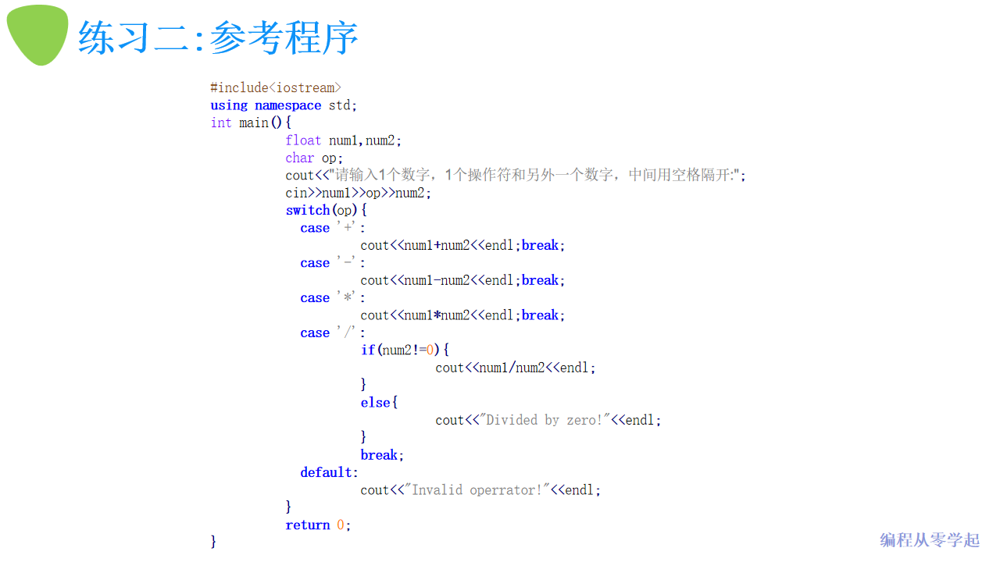 练习二:参考程序
#include<iostream>
using namespace std;
int main(){
float num1,num2;
char op;
cout<<"请输入1个数字，1个操作符和另外一个数字，中间用空格隔开:";
cin>>num1>>op>>num2;
switch(op){
case '+':
cout<<num1+num2<<endl;break;
case '-':
cout<<num1-num2<<endl;break;
case '*':
cout<<num1*num2<<endl;break;
case '/':
if(num2!=0){
cout<<num1/num2<<endl;
}
else{
cout<<"Divided by zero!"<<endl;
}
break;
default:
cout<<"Invalid operrator!"<<endl;
}
return 0;
}
编程从零学起